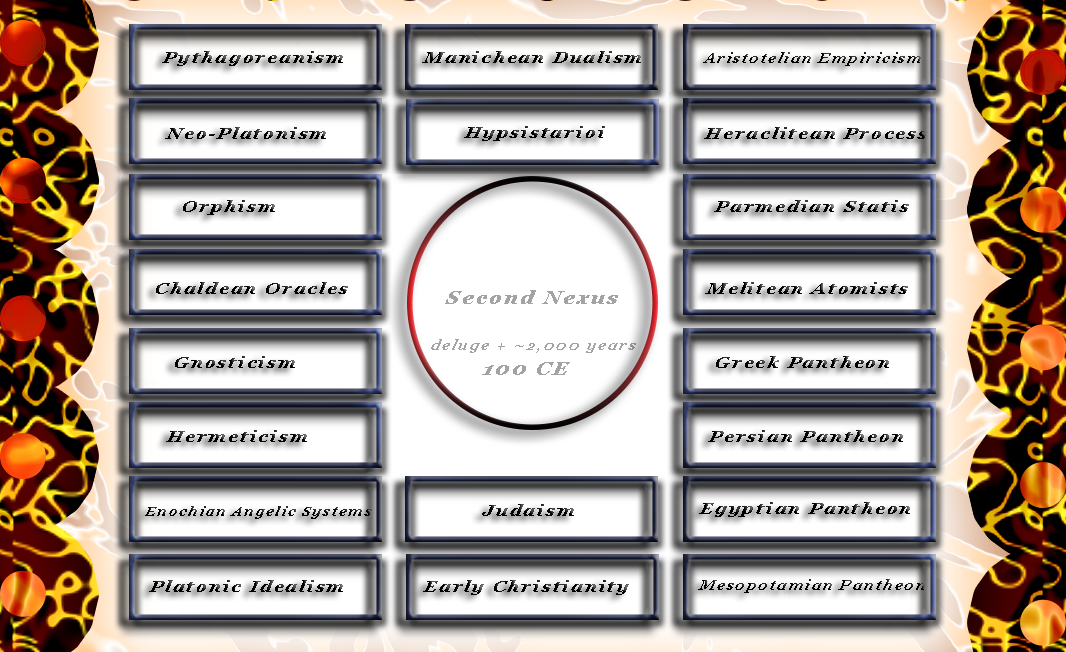 Pythagoreanism
Manichean Dualism
Aristotelian Empiricism
Neo-Platonism
Hypsistarioi
Heraclitean Process
Orphism
Parmedian Statis
Chaldean Oracles
Melitean Atomists
Second Nexus
deluge + ~2,000 years
100 CE
Gnosticism
Greek Pantheon
Hermeticism
Persian Pantheon
Enochian Angelic Systems
Judaism
Egyptian Pantheon
Platonic Idealism
Early Christianity
Mesopotamian Pantheon